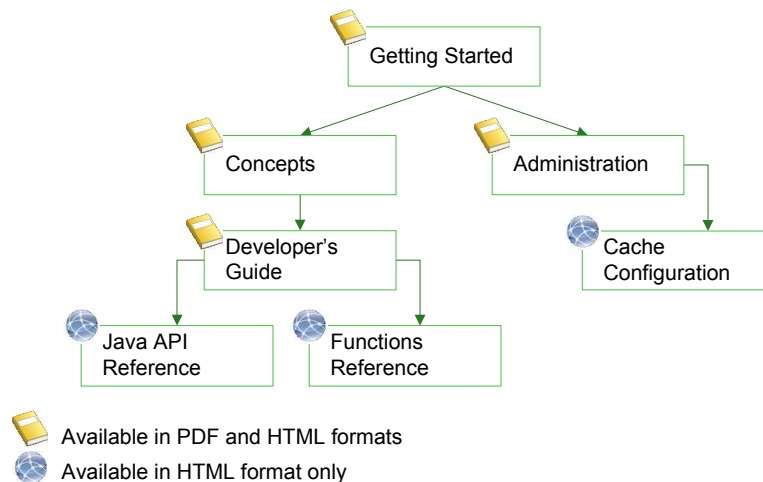 Getting Started
Concepts
Administration
Developer's
Guide
Cache
Configuration
Java API
Reference
Functions
Reference
Available in PDF and HTML formats
Available in HTML format only